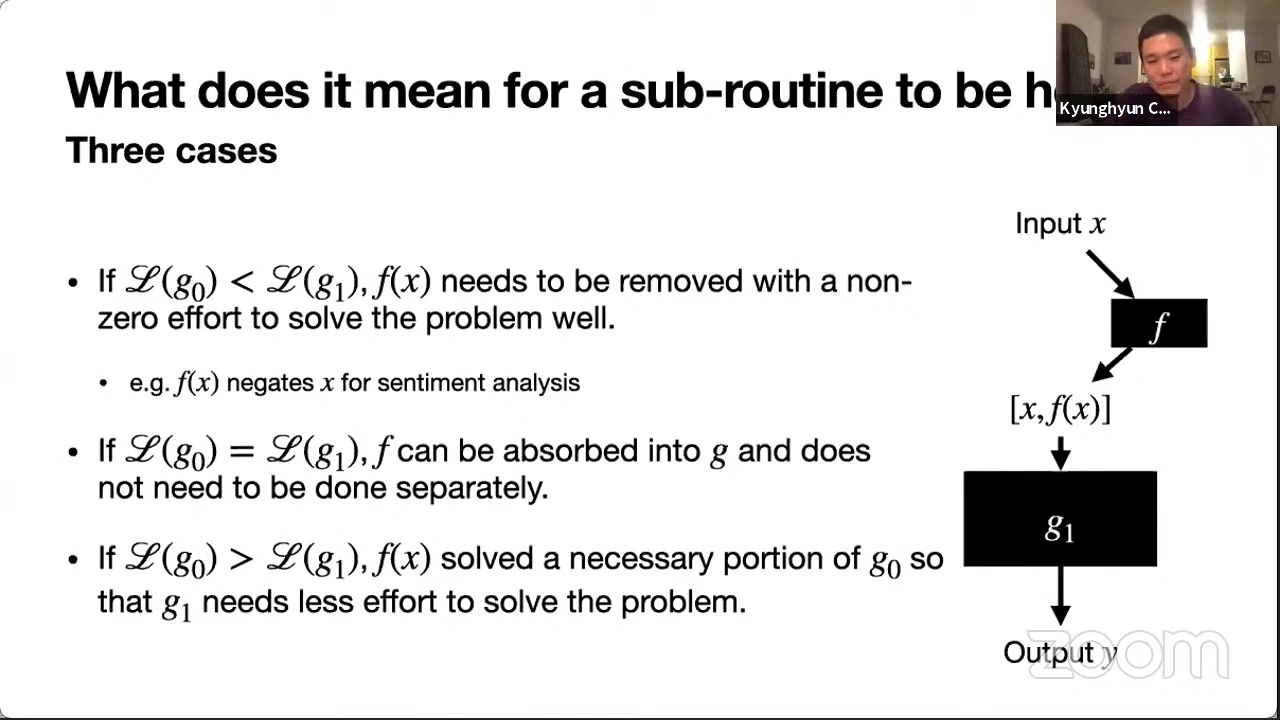 What does it mean for a sub-routine to be h
Kyunghyun C...
Three cases
Input x
• If ℒ(g₀) < ℒ(g₁), f(x) needs to be removed with a non-
zero effort to solve the problem well.
f
• e.g. f(x) negates x for sentiment analysis
[x, f(x)]
• If ℒ(g₀) = ℒ(g₁), f can be absorbed into g and does
not need to be done separately.
g₁
• If ℒ(g₀) > ℒ(g₁), f(x) solved a necessary portion of g₀ so
that g₁ needs less effort to solve the problem.
Output y
zoom